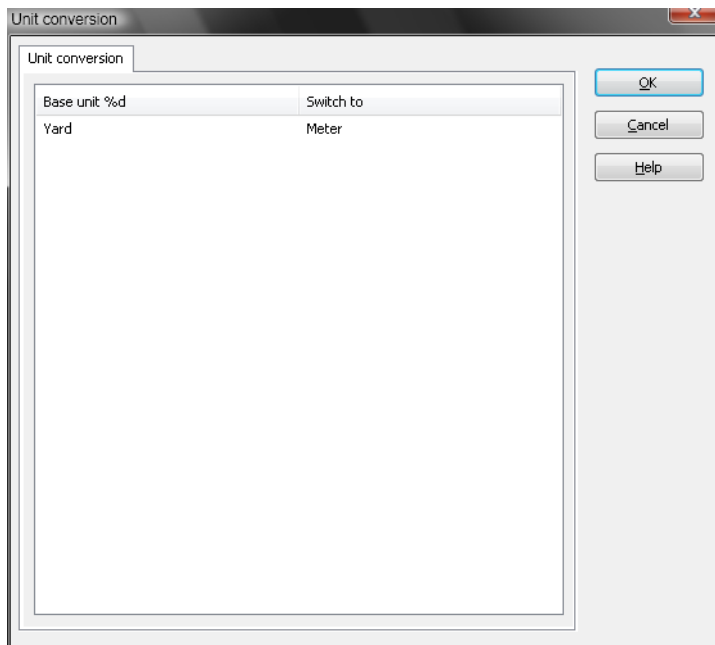 Unit conversion
Unit conversion
Base unit %d Switch to
Yard Meter
OK
Cancel
Help